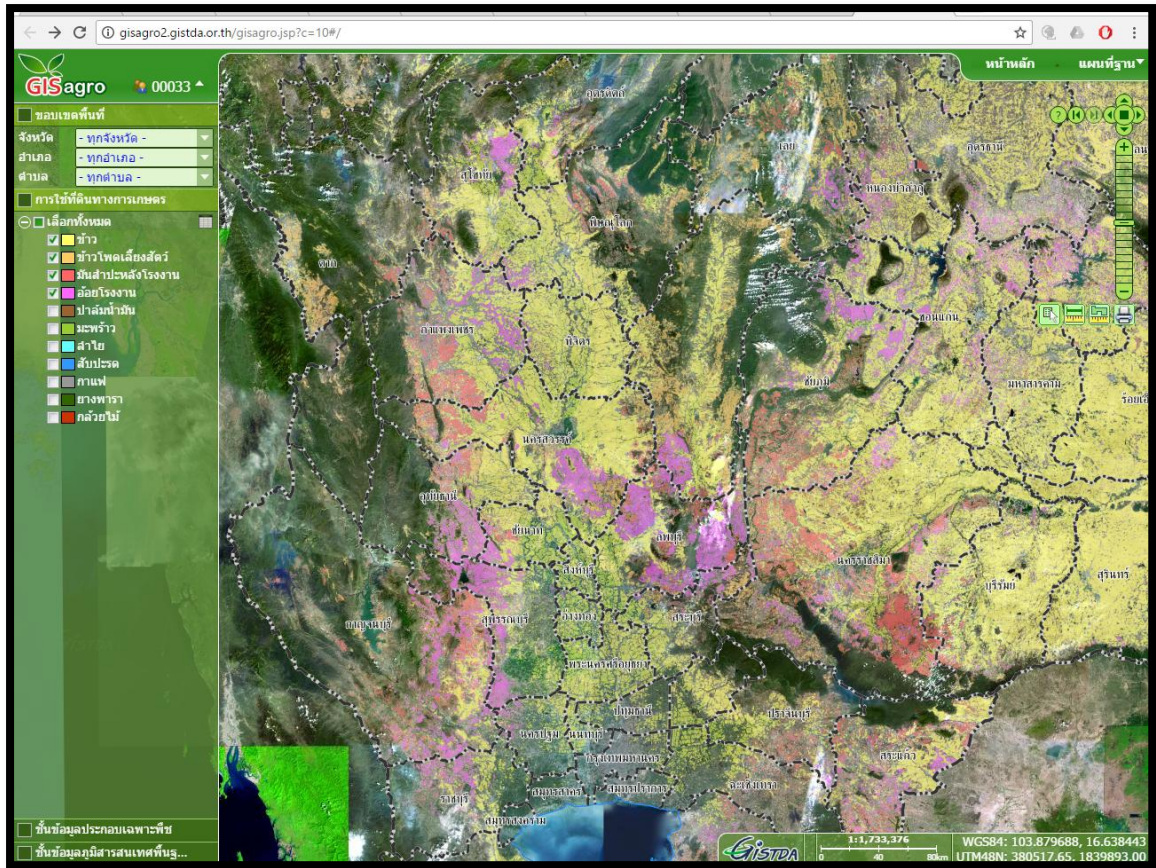 gisagro2.gistda.or.th/gisagro.jsp?c=10#/
GISagro
00033
หน้าหลัก
แผนที่ฐาน
ขอบเขตพื้นที่
จังหวัด - ทุกจังหวัด -
อำเภอ - ทุกอำเภอ -
ตำบล - ทุกตำบล -
การใช้ที่ดินทางการเกษตร
เลือกทั้งหมด
ข้าว
ข้าวโพดเลี้ยงสัตว์
มันสำปะหลังโรงงาน
อ้อยโรงงาน
ปาล์มน้ำมัน
มะพร้าว
ลำไย
สับปะรด
กาแฟ
ยางพารา
กล้วยไม้
ชั้นข้อมูลประกอบเฉพาะพืช
ชั้นข้อมูลภูมิสารสนเทศพื้นฐ...
อุตรดิตถ์
เลย
อุดรธานี
สุโขทัย
หนองบัวลำภู
พิษณุโลก
ตาก
กำแพงเพชร
พิจิตร
ขอนแก่น
ชัยภูมิ
มหาสารคาม
นครสวรรค์
อุทัยธานี
ชัยนาท
ลพบุรี
นครราชสีมา
สิงห์บุรี
บุรีรัมย์
สุรินทร์
กาญจนบุรี
สุพรรณบุรี
อ่างทอง
สระบุรี
พระนครศรีอยุธยา
ปทุมธานี
ปราจีนบุรี
นครปฐม
นนทบุรี
กรุงเทพมหานคร
สระแก้ว
ฉะเชิงเทรา
ราชบุรี
สมุทรสาคร
สมุทรปราการ
สมุทรสงคราม
GISTDA
1:1,733,376
0 40 80km
WGS84: 103.879688, 16.638443
UTM48N: 380517.65, 1839893.00